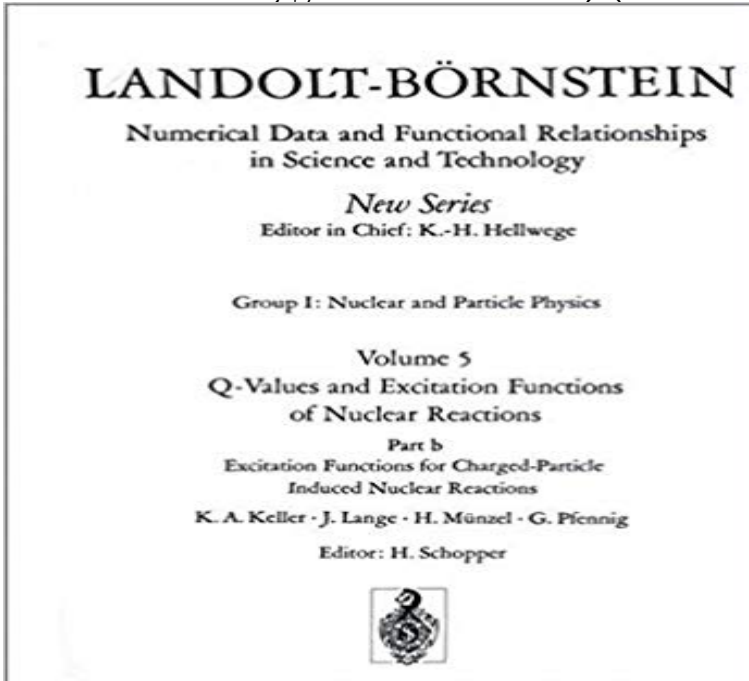 LANDOLT-BÖRNSTEIN
Numerical Data and Functional Relationships
in Science and Technology
New Series
Editor in Chief: K.-H. Hellwege
Group I: Nuclear and Particle Physics
Volume 5
Q-Values and Excitation Functions
of Nuclear Reactions
Part b
Excitation Functions for Charged-Particle
Induced Nuclear Reactions
K. A. Keller · J. Lange · H. Münzel · G. Pfennig
Editor: H. Schopper